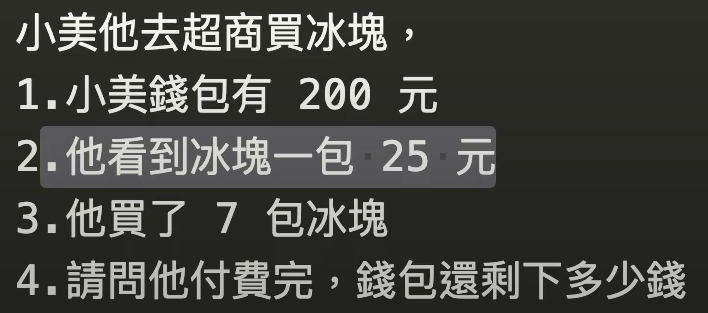 小美他去超商買冰塊，
1.小美錢包有 200 元
2.他看到冰塊一包 25 元
3.他買了 7 包冰塊
4.請問他付費完，錢包還剩下多少錢